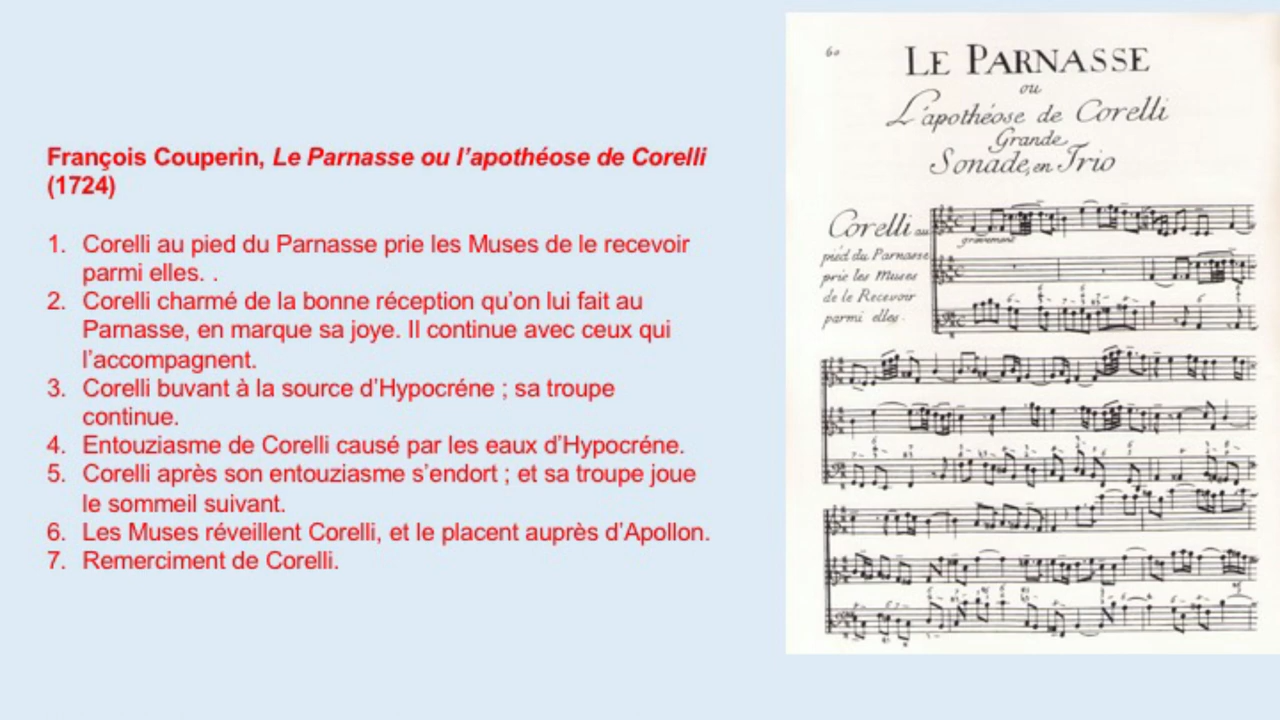 François Couperin, Le Parnasse ou l’apothéose de Corelli
(1724)
1. Corelli au pied du Parnasse prie les Muses de le recevoir
parmi elles. .
2. Corelli charmé de la bonne réception qu’on lui fait au
Parnasse, en marque sa joye. Il continue avec ceux qui
l’accompagnent.
3. Corelli buvant à la source d’Hypocréne ; sa troupe
continue.
4. Entouziasme de Corelli causé par les eaux d’Hypocréne.
5. Corelli après son entouziasme s’endort ; et sa troupe joue
le sommeil suivant.
6. Les Muses réveillent Corelli, et le placent auprès d’Apollon.
7. Remerciment de Corelli.
60
LE PARNASSE
ou
L'apothéose de Corelli
Grande
Sonade, en Trio
Corelli au
pied du Parnasse
prie les Muses
de le Recevoir
parmi elles.
gravement